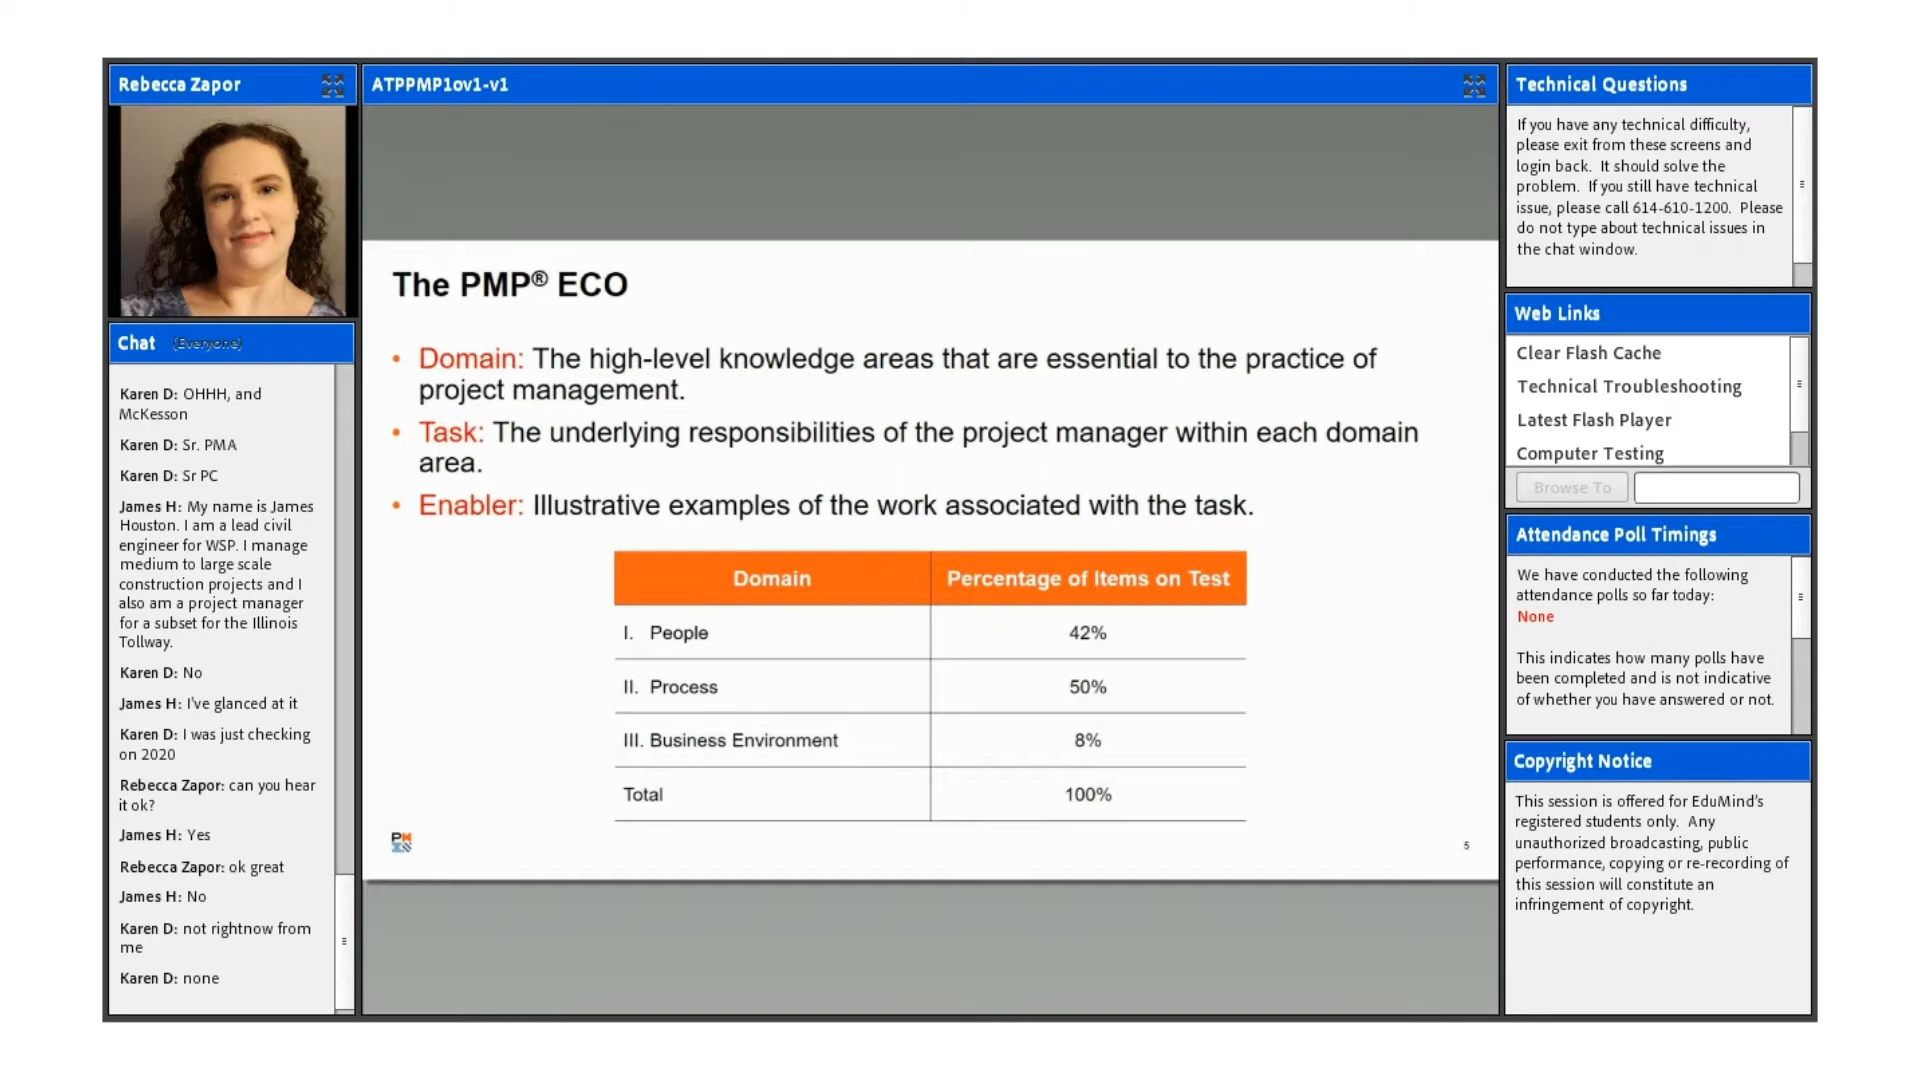 Rebecca Zapor
Chat (Everyone)
Karen D: OHHH, and
McKesson
Karen D: Sr. PMA
Karen D: Sr PC
James H: My name is James
Houston. I am a lead civil
engineer for WSP. I manage
medium to large scale
construction projects and I
also am a project manager
for a subset for the Illinois
Tollway.
Karen D: No
James H: I've glanced at it
Karen D: I was just checking
on 2020
Rebecca Zapor: can you hear
it ok?
James H: Yes
Rebecca Zapor: ok great
James H: No
Karen D: not rightnow from
me
Karen D: none
ATPPMP1ov1-v1
The PMP® ECO
• Domain: The high-level knowledge areas that are essential to the practice of
project management.
• Task: The underlying responsibilities of the project manager within each domain
area.
• Enabler: Illustrative examples of the work associated with the task.
Domain Percentage of Items on Test
I. People 42%
II. Process 50%
III. Business Environment 8%
Total 100%
PM
5
Technical Questions
If you have any technical difficulty,
please exit from these screens and
login back. It should solve the
problem. If you still have technical
issue, please call 614-610-1200. Please
do not type about technical issues in
the chat window.
Web Links
Clear Flash Cache
Technical Troubleshooting
Latest Flash Player
Computer Testing
Browse To
Attendance Poll Timings
We have conducted the following
attendance polls so far today:
None
This indicates how many polls have
been completed and is not indicative
of whether you have answered or not.
Copyright Notice
This session is offered for EduMind’s
registered students only. Any
unauthorized broadcasting, public
performance, copying or re-recording of
this session will constitute an
infringement of copyright.